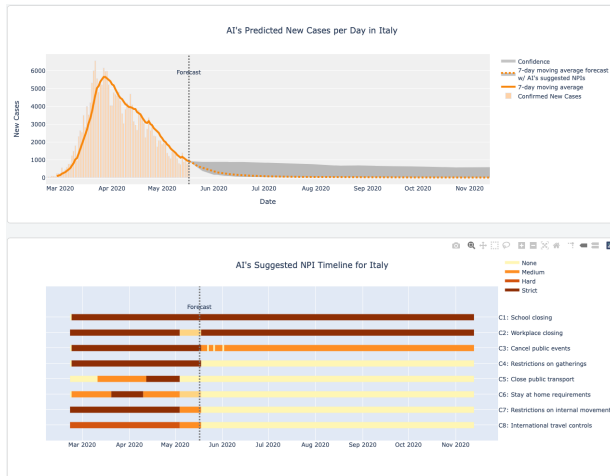 AI's Predicted New Cases per Day in Italy
Forecast
6000
5000
4000
3000
2000
1000
0
New Cases
Mar 2020 Apr 2020 May 2020 Jun 2020 Jul 2020 Aug 2020 Sep 2020 Oct 2020 Nov 2020
Date
Confidence
7-day moving average forecast
w/ AI's suggested NPIs
7-day moving average
Confirmed New Cases
AI's Suggested NPI Timeline for Italy
None
Medium
Hard
Strict
Forecast
C1: School closing
C2: Workplace closing
C3: Cancel public events
C4: Restrictions on gatherings
C5: Close public transport
C6: Stay at home requirements
C7: Restrictions on internal movement
C8: International travel controls
Mar 2020 Apr 2020 May 2020 Jun 2020 Jul 2020 Aug 2020 Sep 2020 Oct 2020 Nov 2020